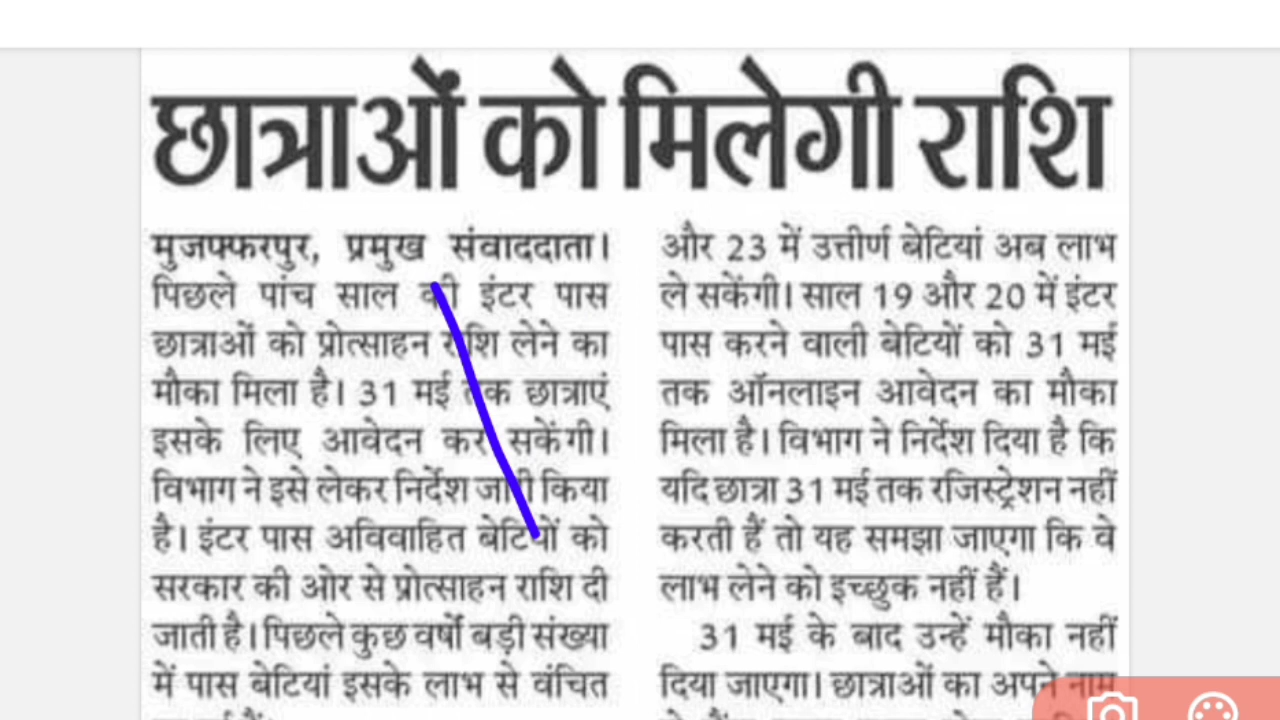 छात्राओं को मिलेगी राशि
मुजफ्फरपुर, प्रमुख संवाददाता।
पिछले पांच साल की इंटर पास
छात्राओं को प्रोत्साहन राशि लेने का
मौका मिला है। 31 मई तक छात्राएं
इसके लिए आवेदन कर सकेंगी।
विभाग ने इसे लेकर निर्देश जारी किया
है। इंटर पास अविवाहित बेटियों को
सरकार की ओर से प्रोत्साहन राशि दी
जाती है। पिछले कुछ वर्षों बड़ी संख्या
में पास बेटियां इसके लाभ से वंचित
और 23 में उत्तीर्ण बेटियां अब लाभ
ले सकेंगी। साल 19 और 20 में इंटर
पास करने वाली बेटियों को 31 मई
तक ऑनलाइन आवेदन का मौका
मिला है। विभाग ने निर्देश दिया है कि
यदि छात्रा 31 मई तक रजिस्ट्रेशन नहीं
करती हैं तो यह समझा जाएगा कि वे
लाभ लेने को इच्छुक नहीं हैं।
31 मई के बाद उन्हें मौका नहीं
दिया जाएगा। छात्राओं का अपने नाम